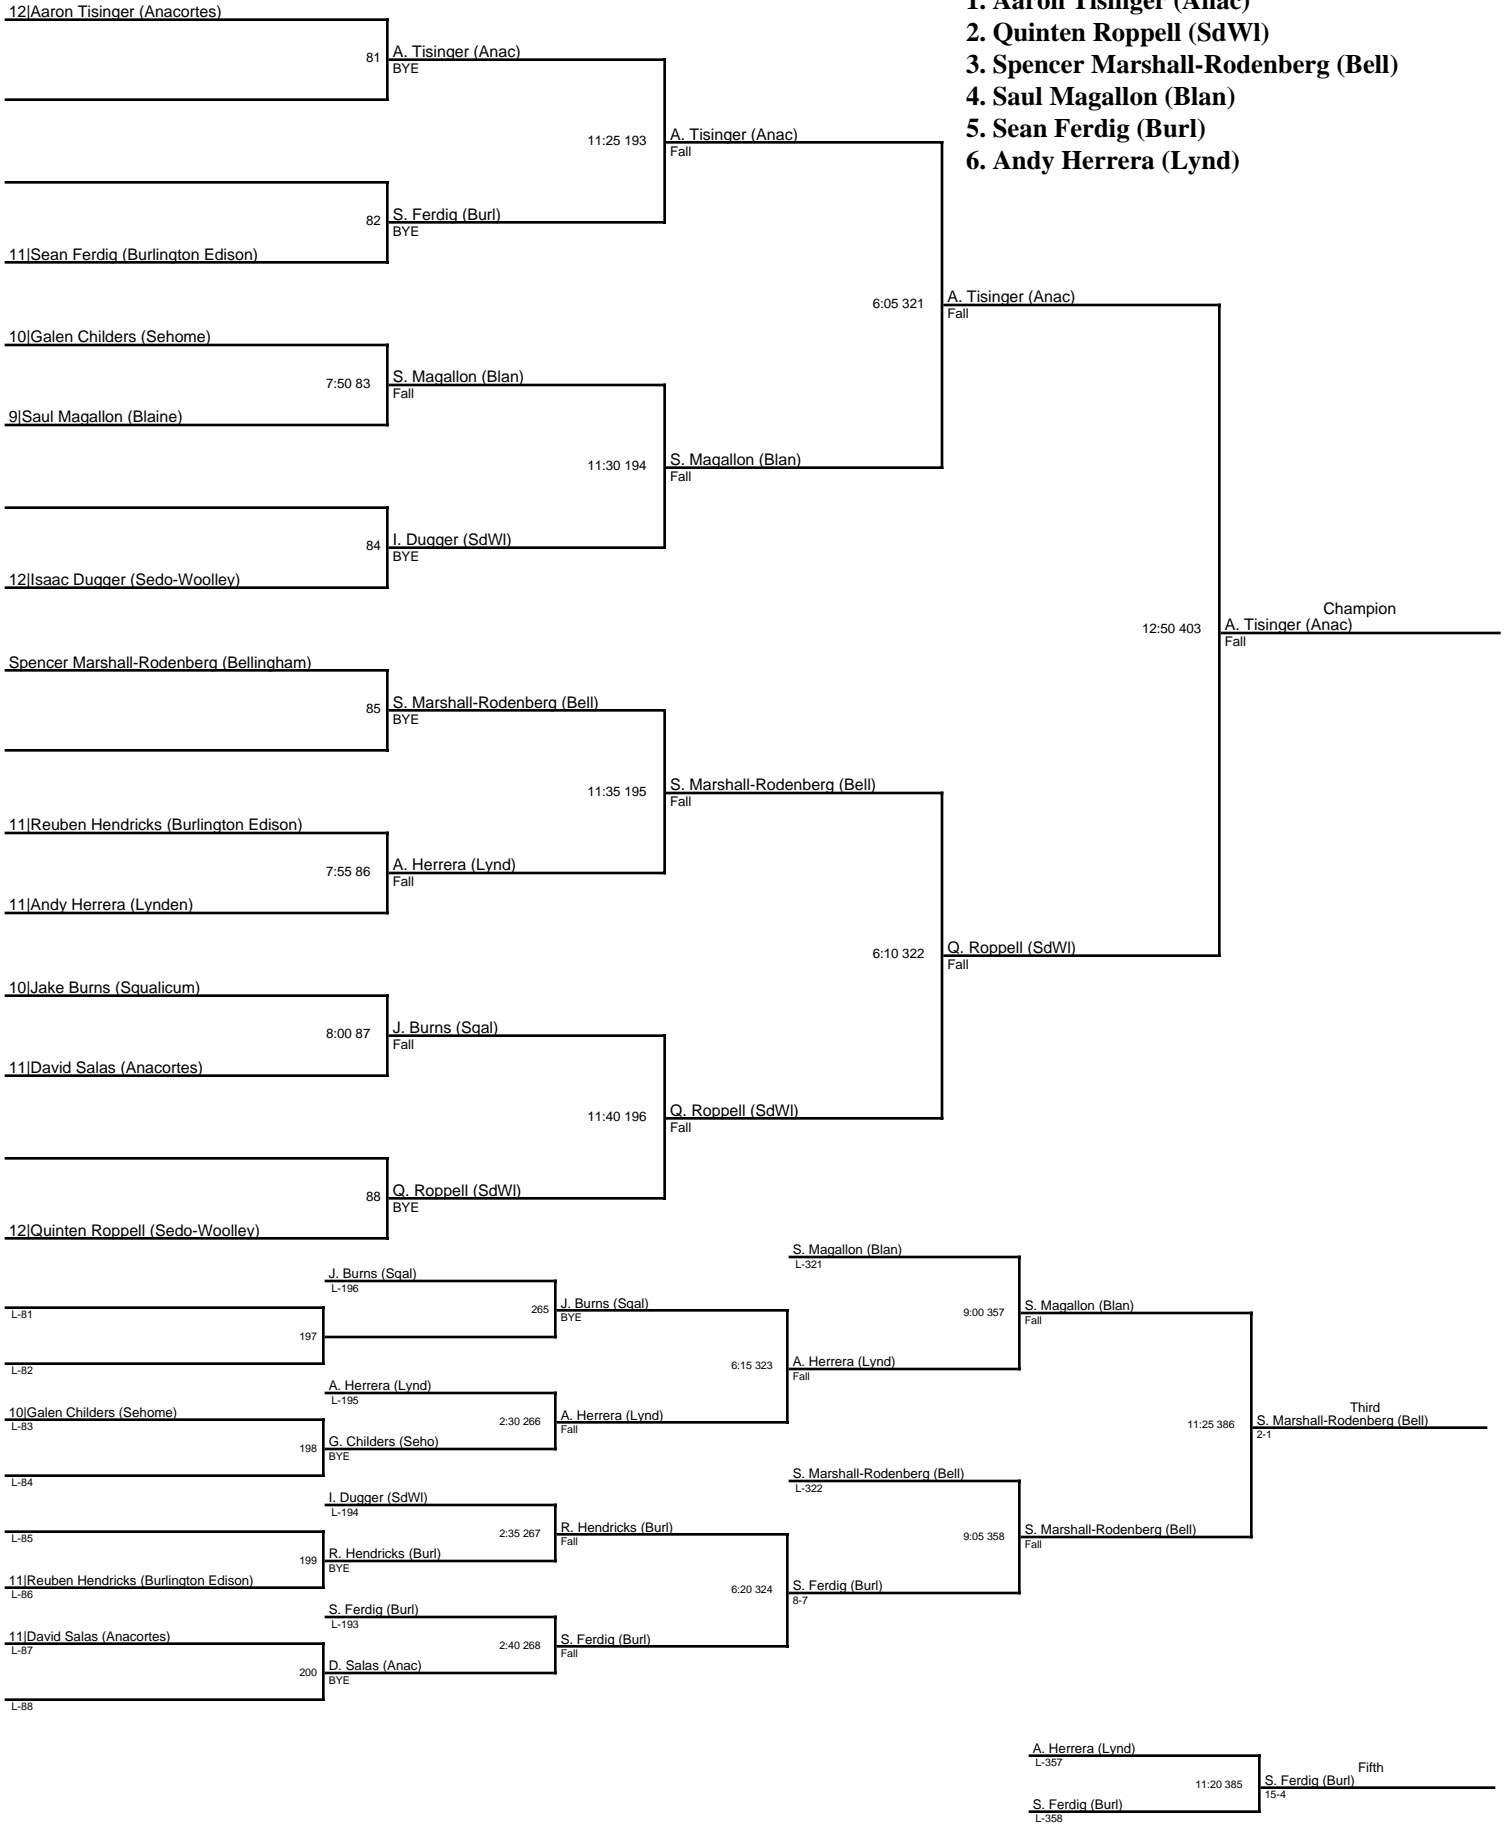 1. Aaron Tisinger (Anac)
2. Quinten Roppell (SdWl)
3. Spencer Marshall-Rodenberg (Bell)
4. Saul Magallon (Blan)
5. Sean Ferdig (Burl)
6. Andy Herrera (Lynd)
12|Aaron Tisinger (Anacortes)
81
A. Tisinger (Anac)
BYE
11:25 193
A. Tisinger (Anac)
Fall
82
S. Ferdig (Burl)
BYE
11|Sean Ferdig (Burlington Edison)
6:05 321
A. Tisinger (Anac)
Fall
10|Galen Childers (Sehome)
7:50 83
S. Magallon (Blan)
Fall
9|Saul Magallon (Blaine)
11:30 194
S. Magallon (Blan)
Fall
84
I. Dugger (SdWl)
BYE
12|Isaac Dugger (Sedo-Woolley)
Champion
12:50 403
A. Tisinger (Anac)
Fall
Spencer Marshall-Rodenberg (Bellingham)
85
S. Marshall-Rodenberg (Bell)
BYE
11:35 195
S. Marshall-Rodenberg (Bell)
Fall
11|Reuben Hendricks (Burlington Edison)
7:55 86
A. Herrera (Lynd)
Fall
11|Andy Herrera (Lynden)
6:10 322
Q. Roppell (SdWl)
Fall
10|Jake Burns (Squalicum)
8:00 87
J. Burns (Sqal)
Fall
11|David Salas (Anacortes)
11:40 196
Q. Roppell (SdWl)
Fall
88
Q. Roppell (SdWl)
BYE
12|Quinten Roppell (Sedo-Woolley)
S. Magallon (Blan)
L-321
J. Burns (Sqal)
L-196
265
J. Burns (Sqal)
BYE
9:00 357
S. Magallon (Blan)
Fall
L-81
197
L-82
6:15 323
A. Herrera (Lynd)
Fall
A. Herrera (Lynd)
L-195
10|Galen Childers (Sehome)
L-83
2:30 266
A. Herrera (Lynd)
Fall
198
G. Childers (Seho)
BYE
L-84
Third
11:25 386
S. Marshall-Rodenberg (Bell)
2-1
S. Marshall-Rodenberg (Bell)
L-322
I. Dugger (SdWl)
L-194
2:35 267
R. Hendricks (Burl)
Fall
9:05 358
S. Marshall-Rodenberg (Bell)
Fall
L-85
199
R. Hendricks (Burl)
BYE
11|Reuben Hendricks (Burlington Edison)
L-86
6:20 324
S. Ferdig (Burl)
8-7
S. Ferdig (Burl)
L-193
11|David Salas (Anacortes)
L-87
2:40 268
S. Ferdig (Burl)
Fall
200
D. Salas (Anac)
BYE
L-88
A. Herrera (Lynd)
L-357
Fifth
11:20 385
S. Ferdig (Burl)
15-4
S. Ferdig (Burl)
L-358